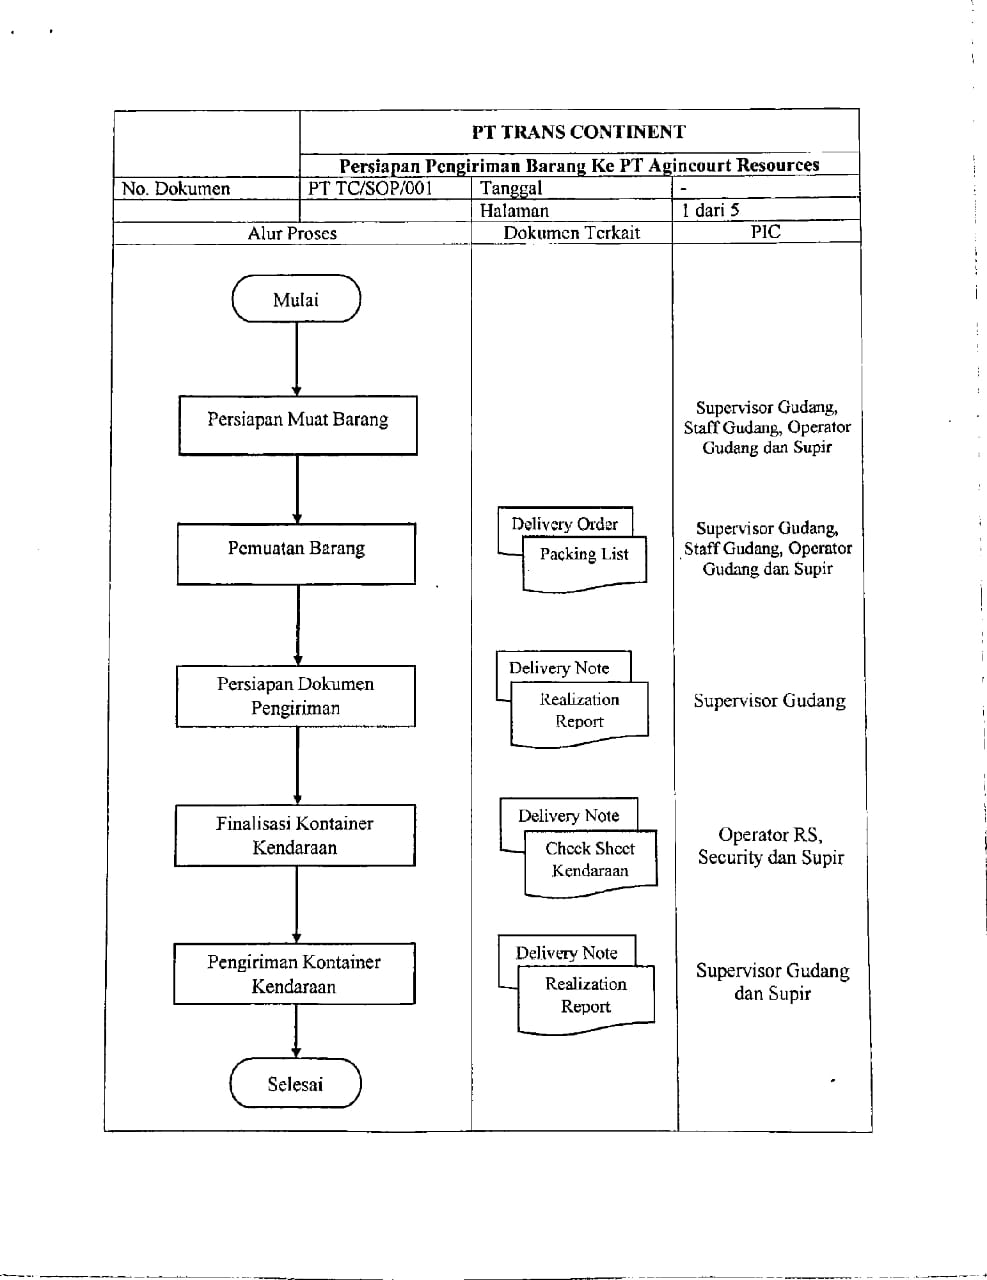 PT TRANS CONTINENT
Persiapan Pengiriman Barang Ke PT Agincourt Resources
No. Dokumen PT TC/SOP/001 Tanggal -
Halaman 1 dari 5
Alur Proses Dokumen Terkait PIC
Mulai
Persiapan Muat Barang
Supervisor Gudang,
Staff Gudang, Operator
Gudang dan Supir
Pemuatan Barang
Delivery Order
Packing List
Supervisor Gudang,
Staff Gudang, Operator
Gudang dan Supir
Persiapan Dokumen
Pengiriman
Delivery Note
Realization
Report
Supervisor Gudang
Finalisasi Kontainer
Kendaraan
Delivery Note
Check Sheet
Kendaraan
Operator RS,
Security dan Supir
Pengiriman Kontainer
Kendaraan
Delivery Note
Realization
Report
Supervisor Gudang
dan Supir
Selesai